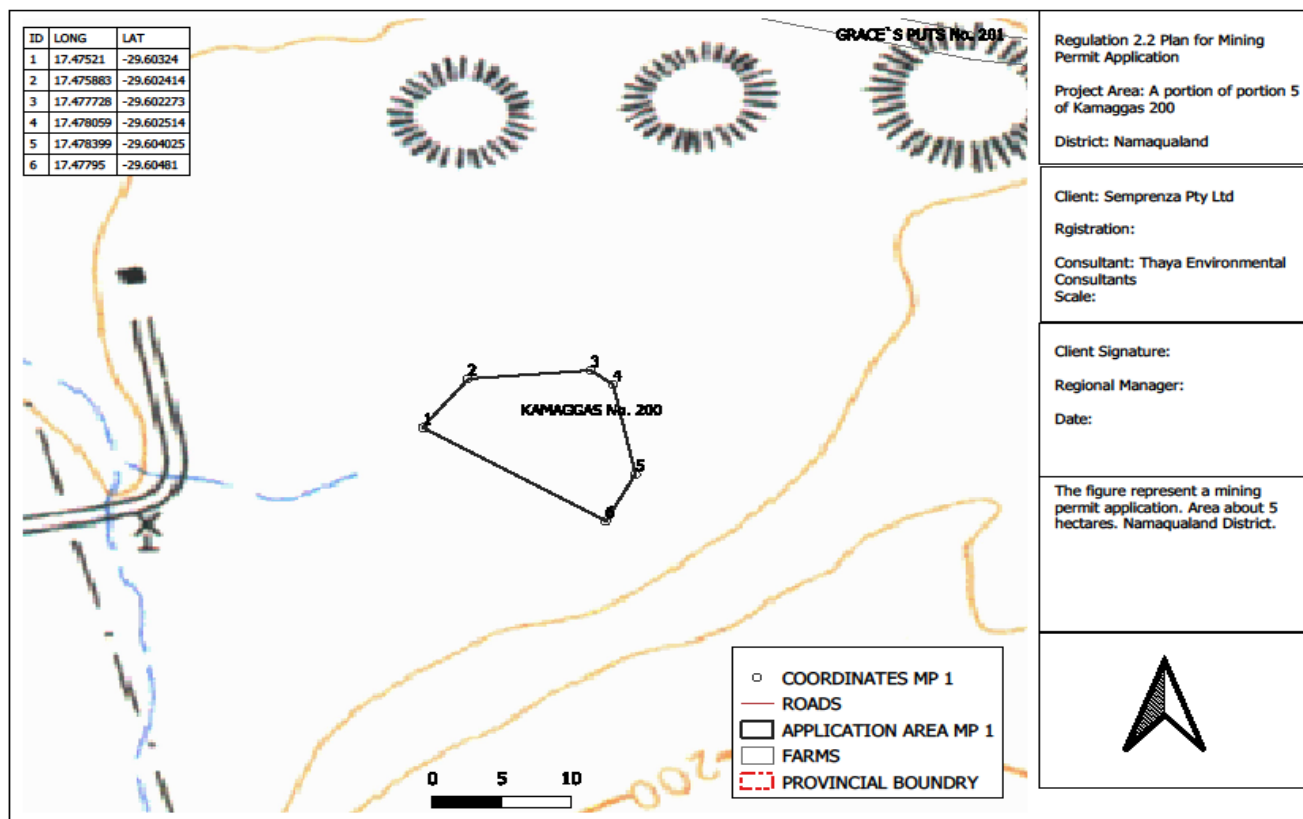 ID LONG LAT
1 17.47521 -29.60324
2 17.475883 -29.602414
3 17.477728 -29.602273
4 17.478059 -29.602514
5 17.478399 -29.604025
6 17.47795 -29.60481
GRACE`S PUTS No. 201
1
2
3
4
5
6
KAMAGGAS No. 200
200
0 5 10
COORDINATES MP 1
ROADS
APPLICATION AREA MP 1
FARMS
PROVINCIAL BOUNDRY
Regulation 2.2 Plan for Mining
Permit Application
Project Area: A portion of portion 5
of Kamaggas 200
District: Namaqualand
Client: Semprenza Pty Ltd
Rgistration:
Consultant: Thaya Environmental
Consultants
Scale:
Client Signature:
Regional Manager:
Date:
The figure represent a mining
permit application. Area about 5
hectares. Namaqualand District.